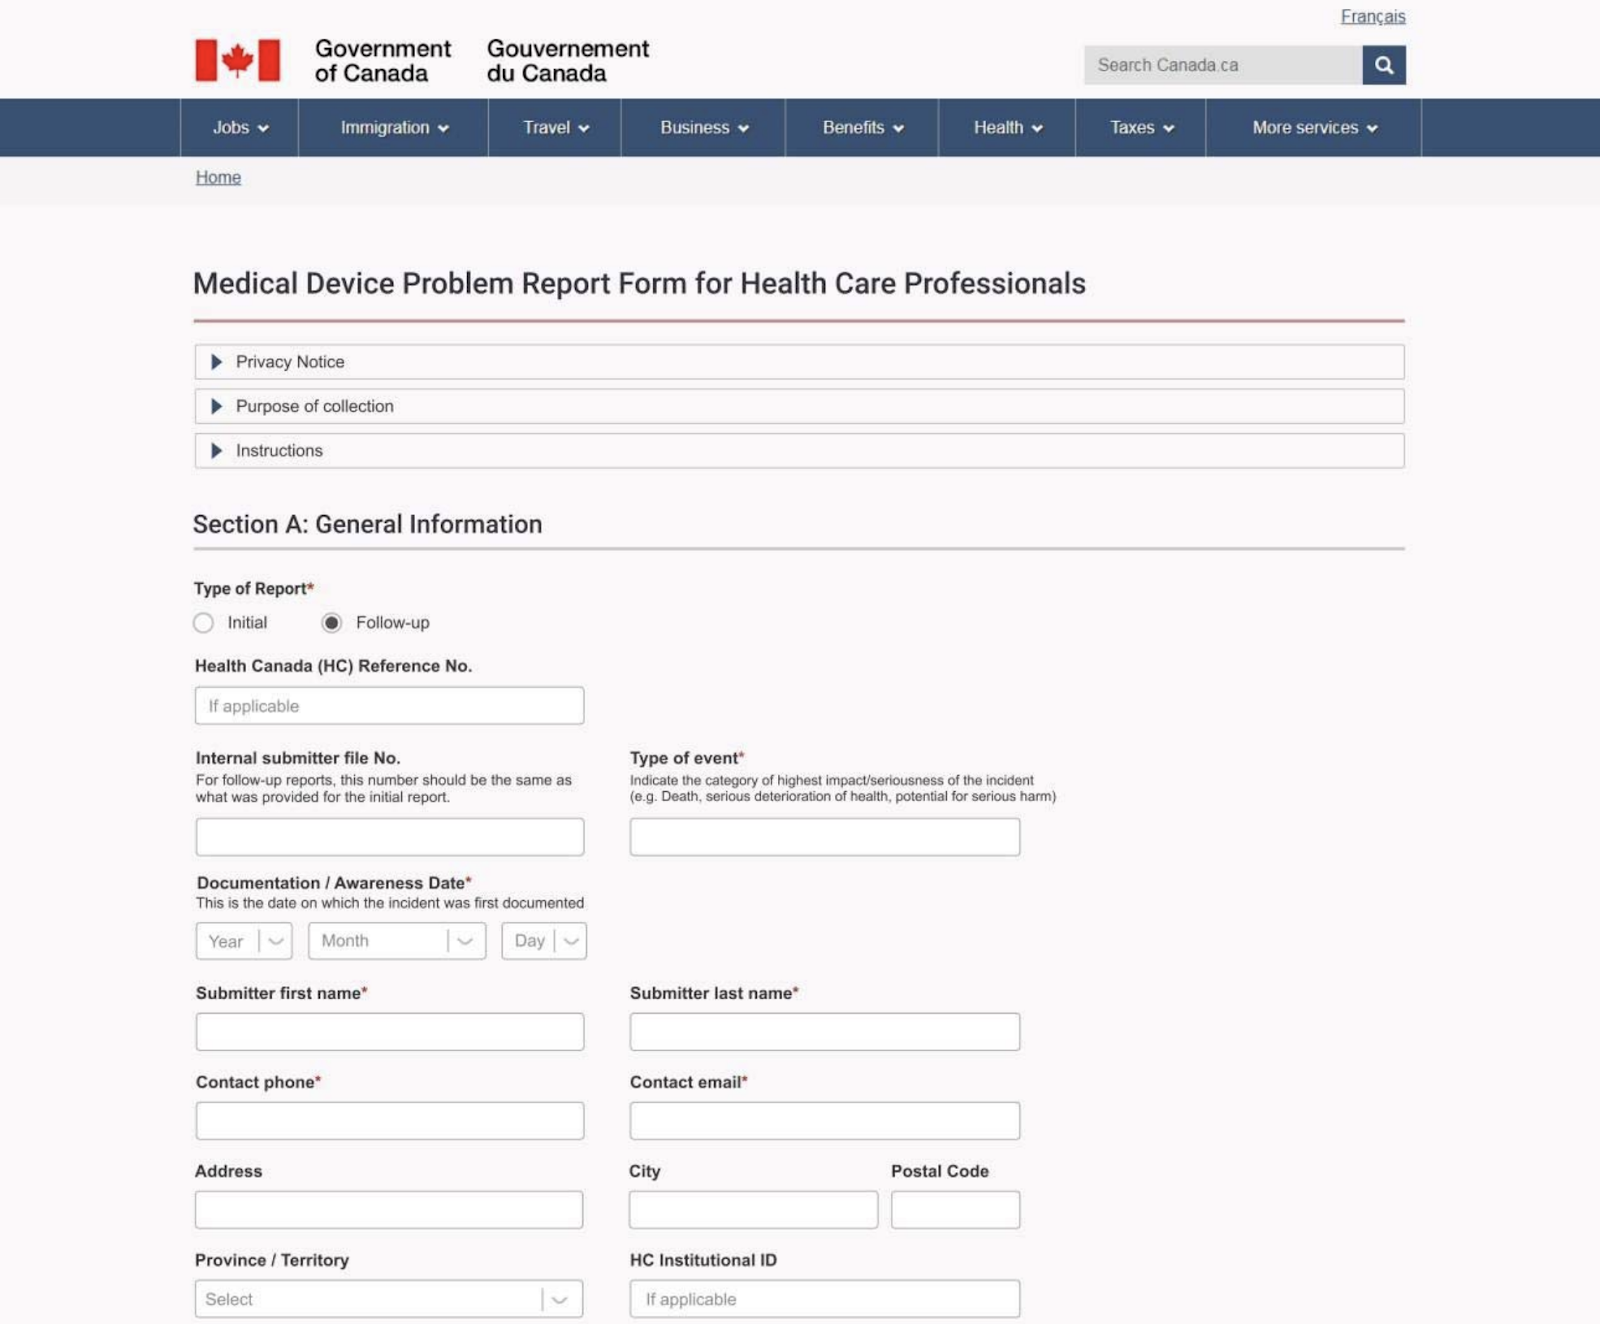 Français
Government Gouvernement
of Canada du Canada
Search Canada.ca
Jobs Immigration Travel Business Benefits Health Taxes More services
Home
Medical Device Problem Report Form for Health Care Professionals
Privacy Notice
Purpose of collection
Instructions
Section A: General Information
Type of Report*
Initial Follow-up
Health Canada (HC) Reference No.
If applicable
Internal submitter file No. Type of event*
For follow-up reports, this number should be the same as Indicate the category of highest impact/seriousness of the incident
what was provided for the initial report. (e.g. Death, serious deterioration of health, potential for serious harm)
Documentation / Awareness Date*
This is the date on which the incident was first documented
Year Month Day
Submitter first name* Submitter last name*
Contact phone* Contact email*
Address City Postal Code
Province / Territory HC Institutional ID
Select If applicable